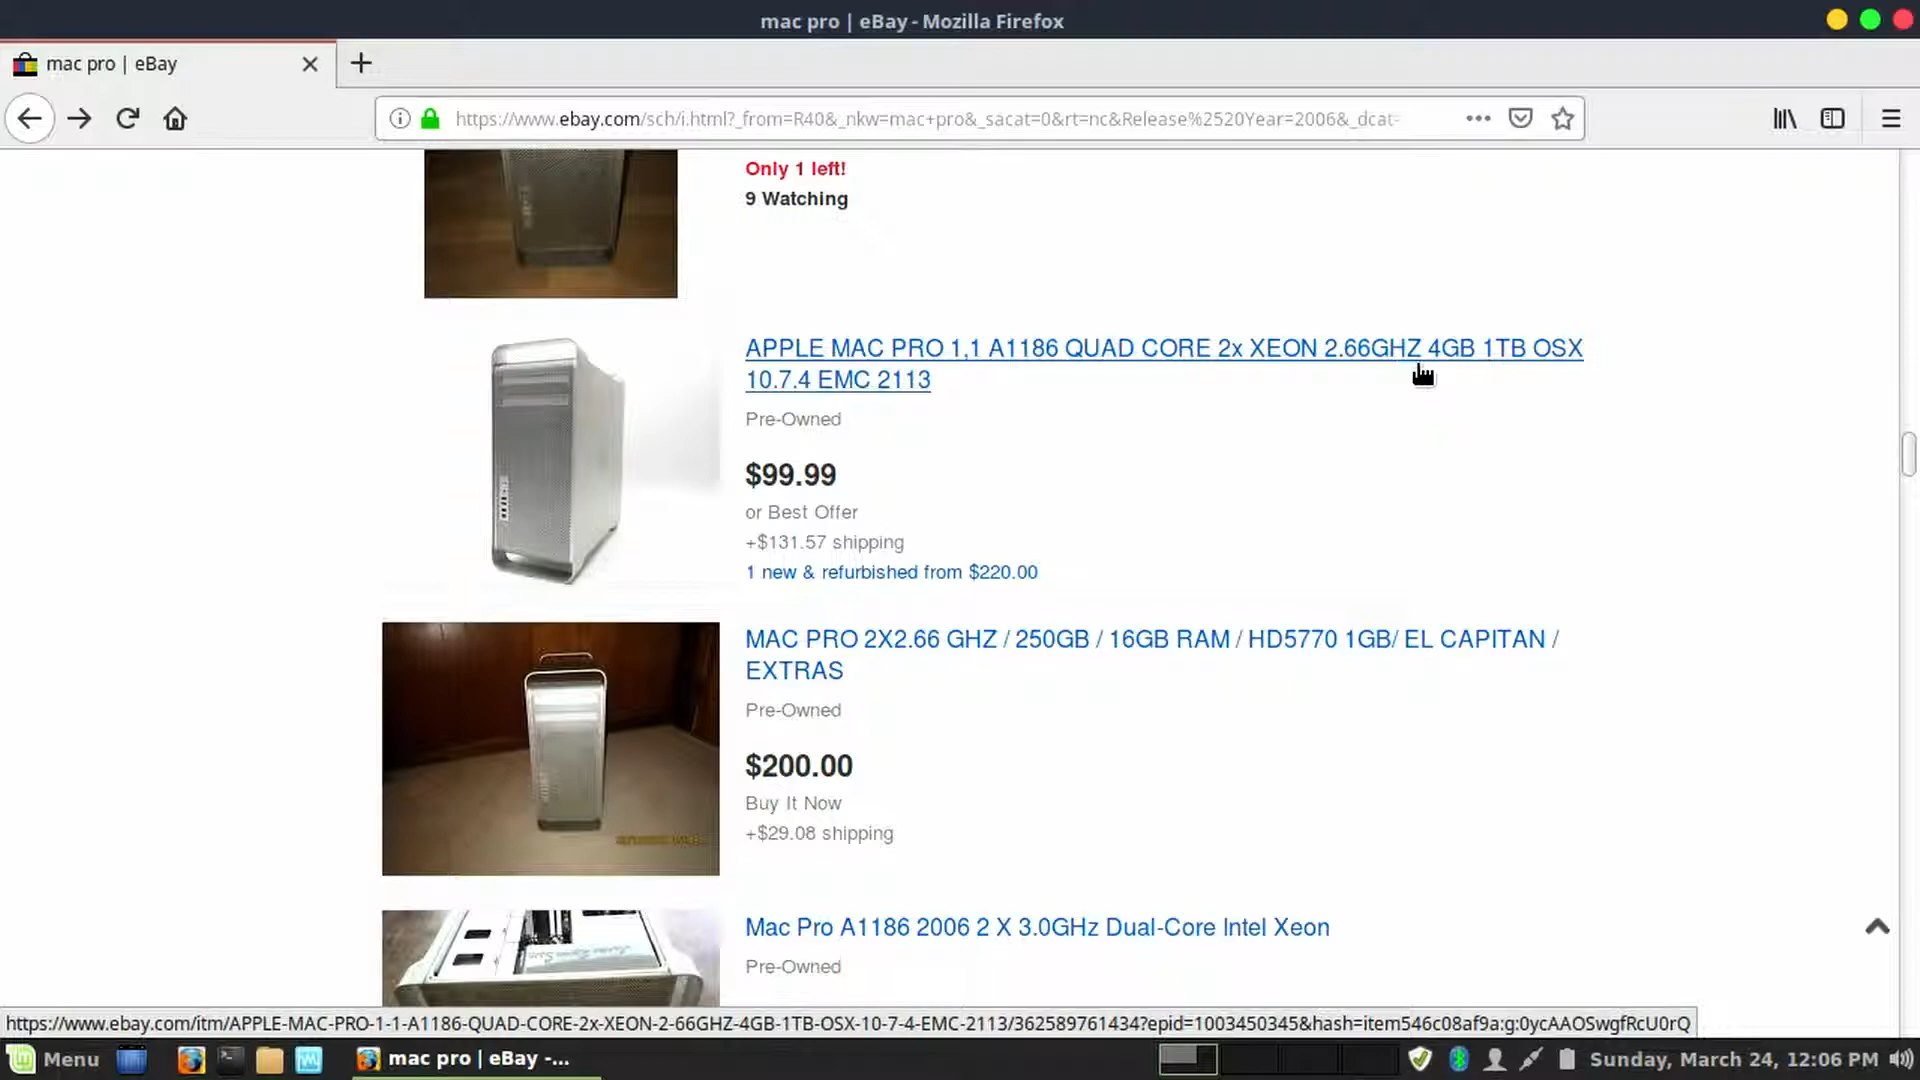 mac pro | eBay - Mozilla Firefox
mac pro | eBay
https://www.ebay.com/sch/i.html?_from=R40&_nkw=mac+pro&_sacat=0&rt=nc&Release%2520Year=2006&_dcat=
Only 1 left!
9 Watching
APPLE MAC PRO 1,1 A1186 QUAD CORE 2x XEON 2.66GHZ 4GB 1TB OSX
10.7.4 EMC 2113
Pre-Owned
$99.99
or Best Offer
+$131.57 shipping
1 new & refurbished from $220.00
MAC PRO 2X2.66 GHZ / 250GB / 16GB RAM / HD5770 1GB/ EL CAPITAN /
EXTRAS
Pre-Owned
$200.00
Buy It Now
+$29.08 shipping
Mac Pro A1186 2006 2 X 3.0GHz Dual-Core Intel Xeon
Pre-Owned
https://www.ebay.com/itm/APPLE-MAC-PRO-1-1-A1186-QUAD-CORE-2x-XEON-2-66GHZ-4GB-1TB-OSX-10-7-4-EMC-2113/362589761434?epid=1003450345&hash=item546c08af9a:g:0ycAAOSwgfRcU0rQ
Menu
mac pro | eBay -...
Sunday, March 24, 12:06 PM